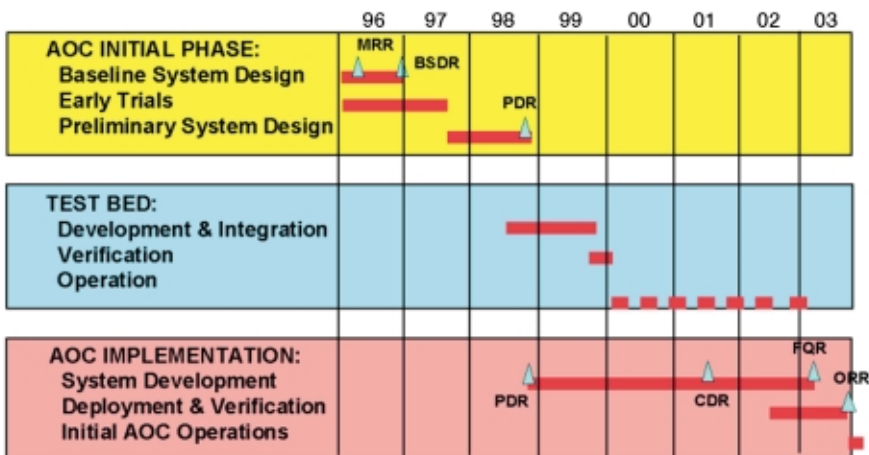 96 97 98 99 00 01 02 03
AOC INITIAL PHASE:
MRR
Baseline System Design
BSDR
Early Trials
PDR
Preliminary System Design
TEST BED:
Development & Integration
Verification
Operation
AOC IMPLEMENTATION:
FQR
System Development
ORR
PDR
CDR
Deployment & Verification
Initial AOC Operations